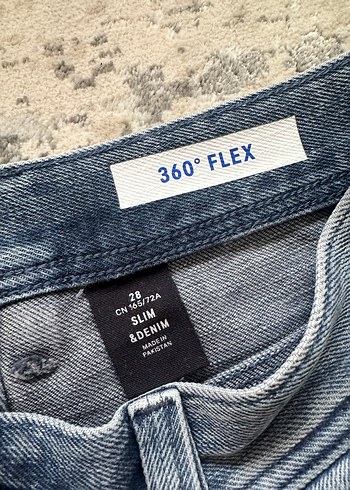 360° FLEX
28
CN 165/72A
SLIM
&DENIM
MADE IN
PAKISTAN